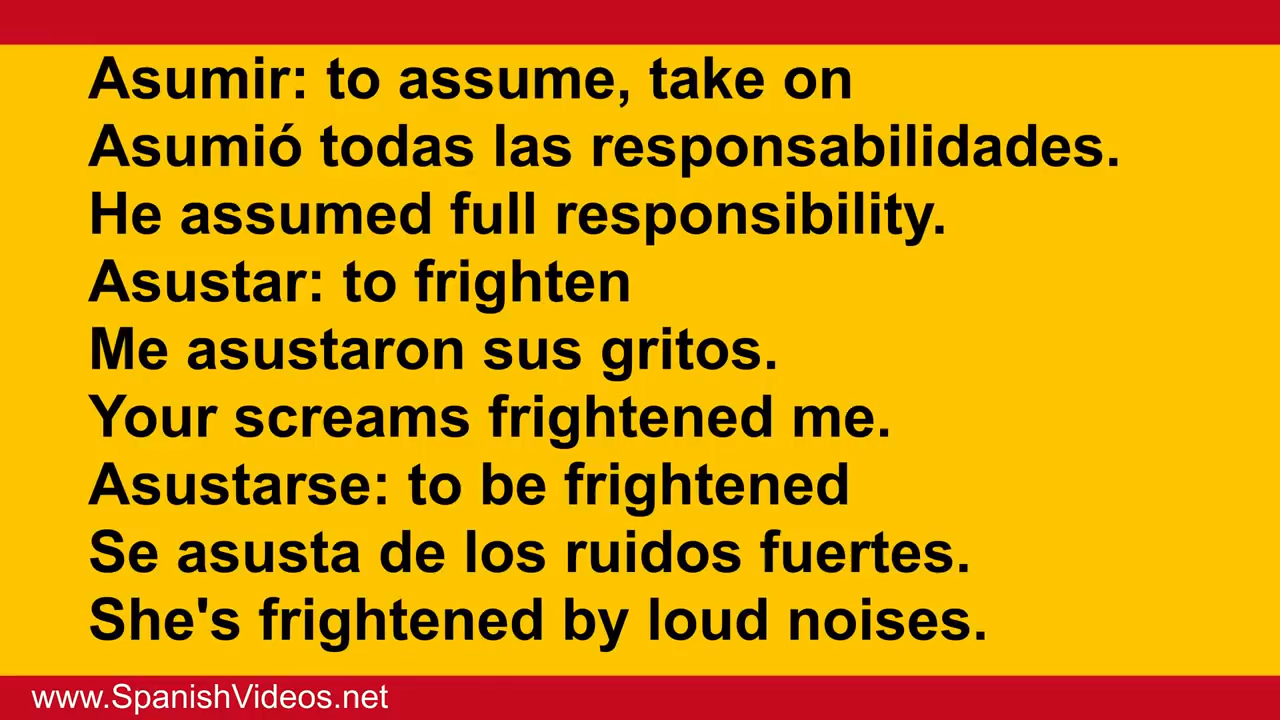 Asumir: to assume, take on
Asumió todas las responsabilidades.
He assumed full responsibility.
Asustar: to frighten
Me asustaron sus gritos.
Your screams frightened me.
Asustarse: to be frightened
Se asusta de los ruidos fuertes.
She's frightened by loud noises.
www.SpanishVideos.net